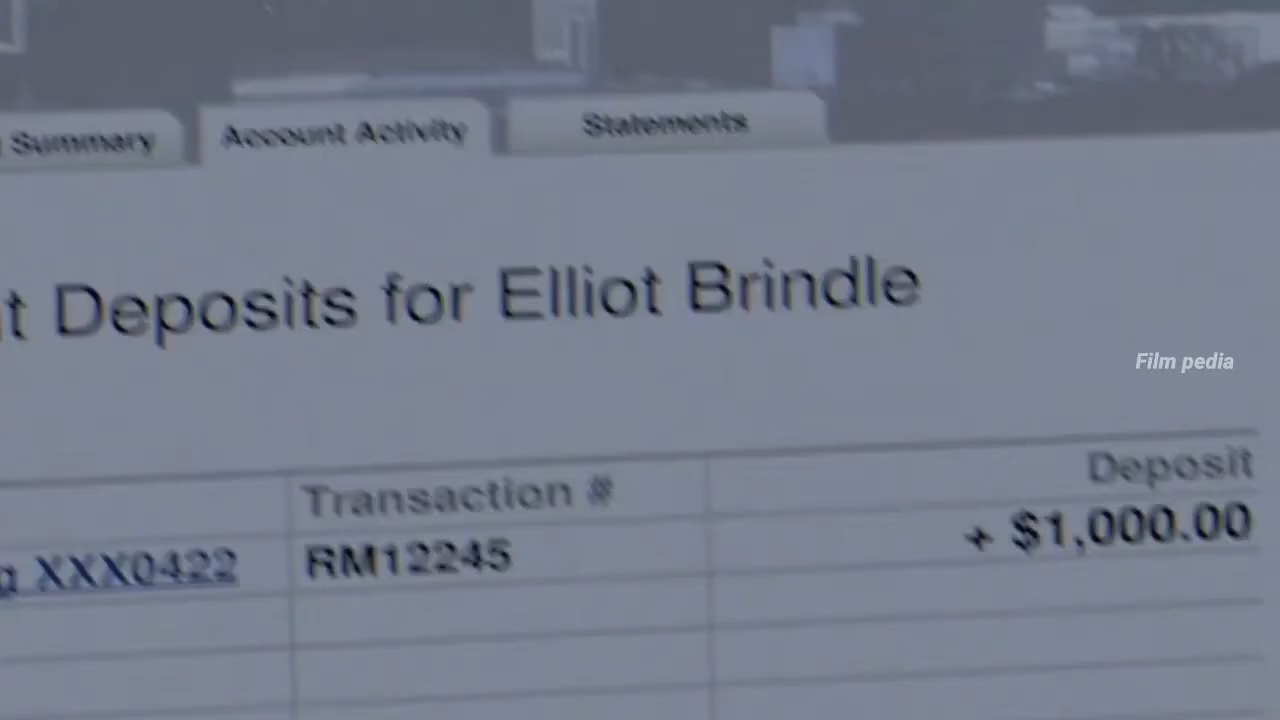 Summary
Account Activity
Statements
t Deposits for Elliot Brindle
Film pedia
Transaction #
Deposit
g XXX0422
RM12245
+ $1,000.00